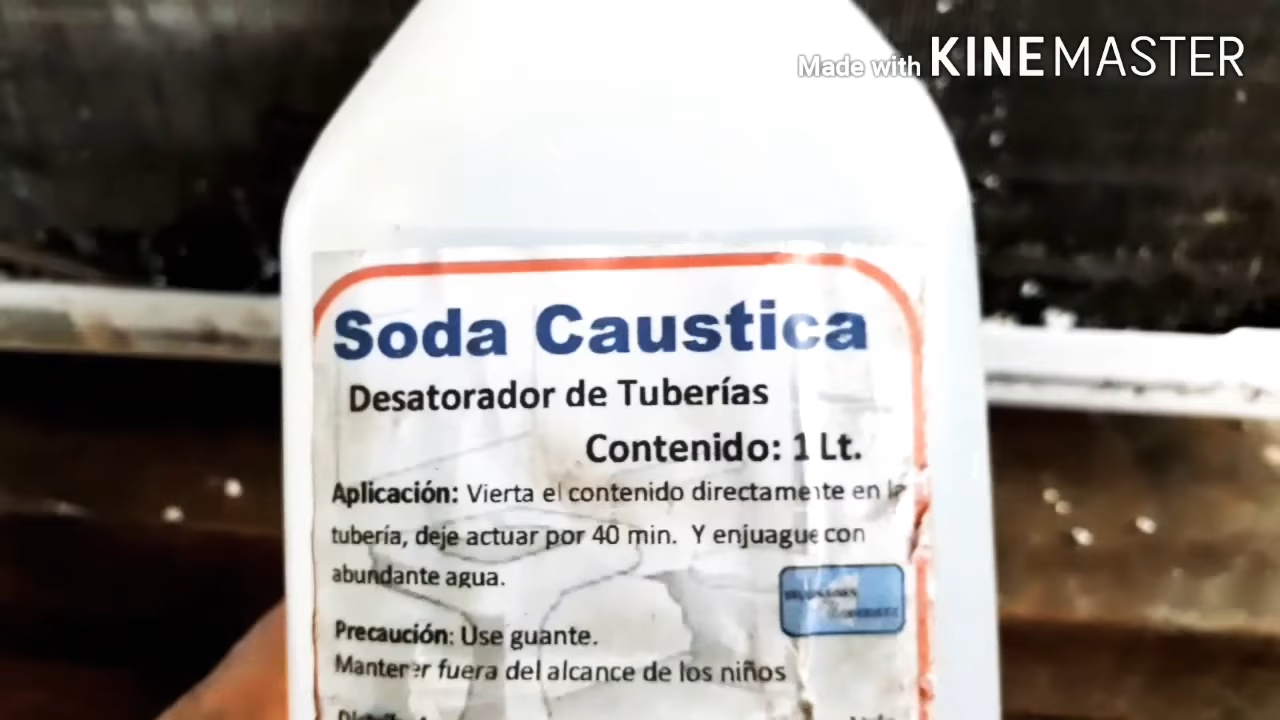 Made with KINEMASTER
Soda Caustica
Desatorador de Tuberías
Contenido: 1 Lt.
Aplicación: Vierta el contenido directamente en la
tubería, deje actuar por 40 min. Y enjuague con
abundante agua.
Precaución: Use guante.
Mantener fuera del alcance de los niños